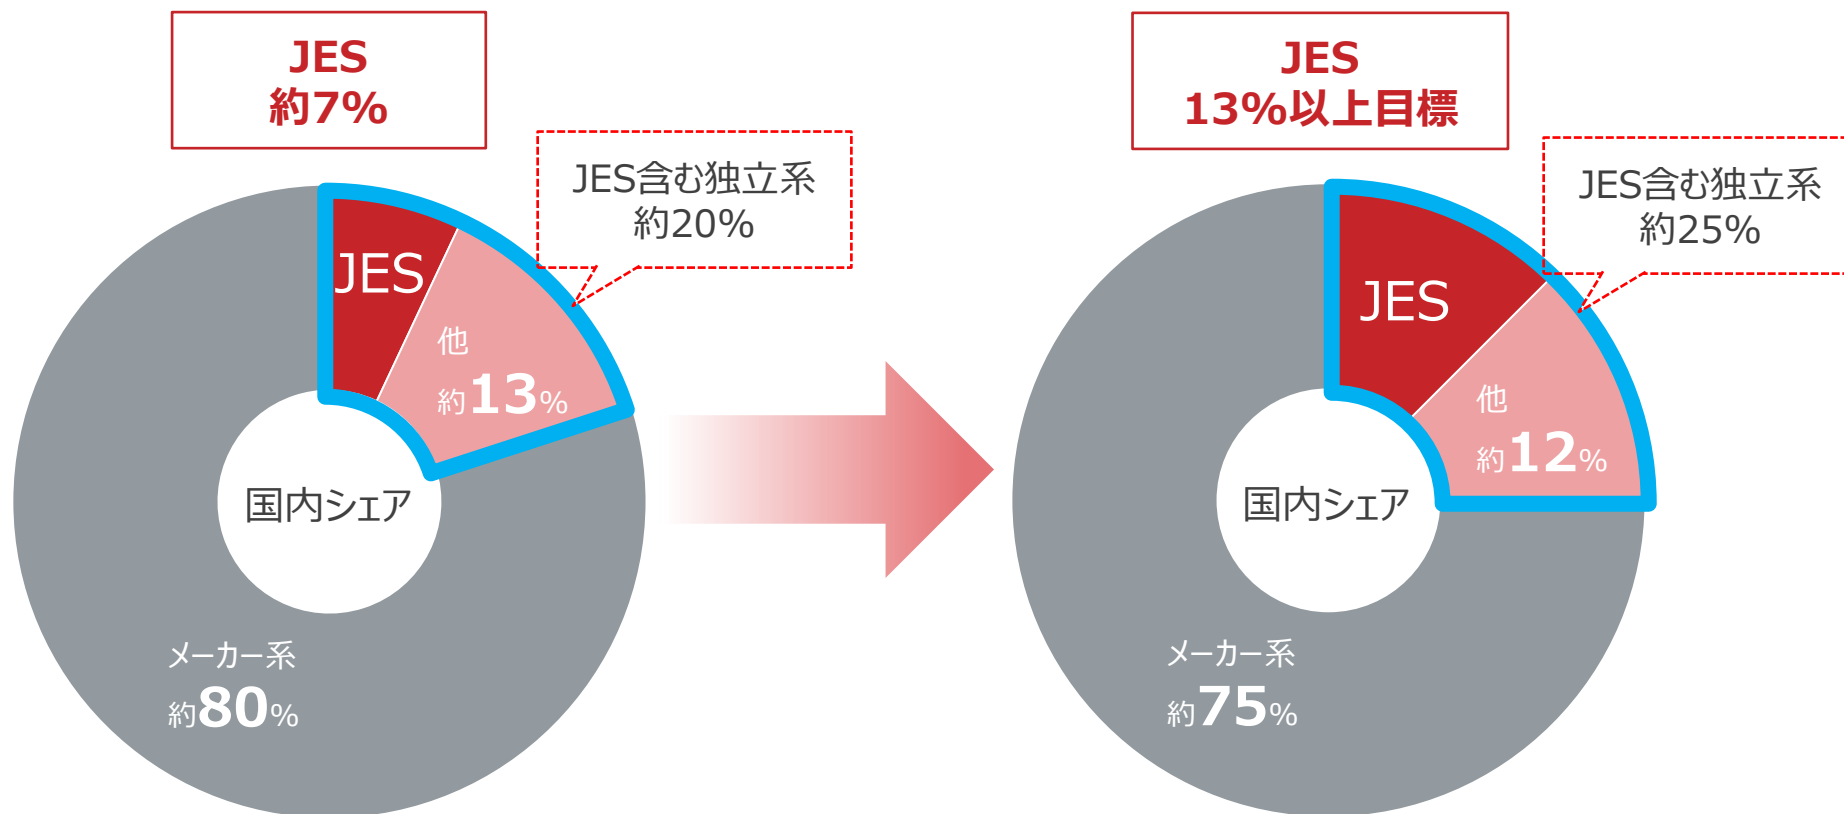 JES
約7%
JES含む独立系
約20%
JES
他
約13%
国内シェア
メーカー系
約80%
JES
13%以上目標
JES含む独立系
約25%
JES
他
約12%
国内シェア
メーカー系
約75%